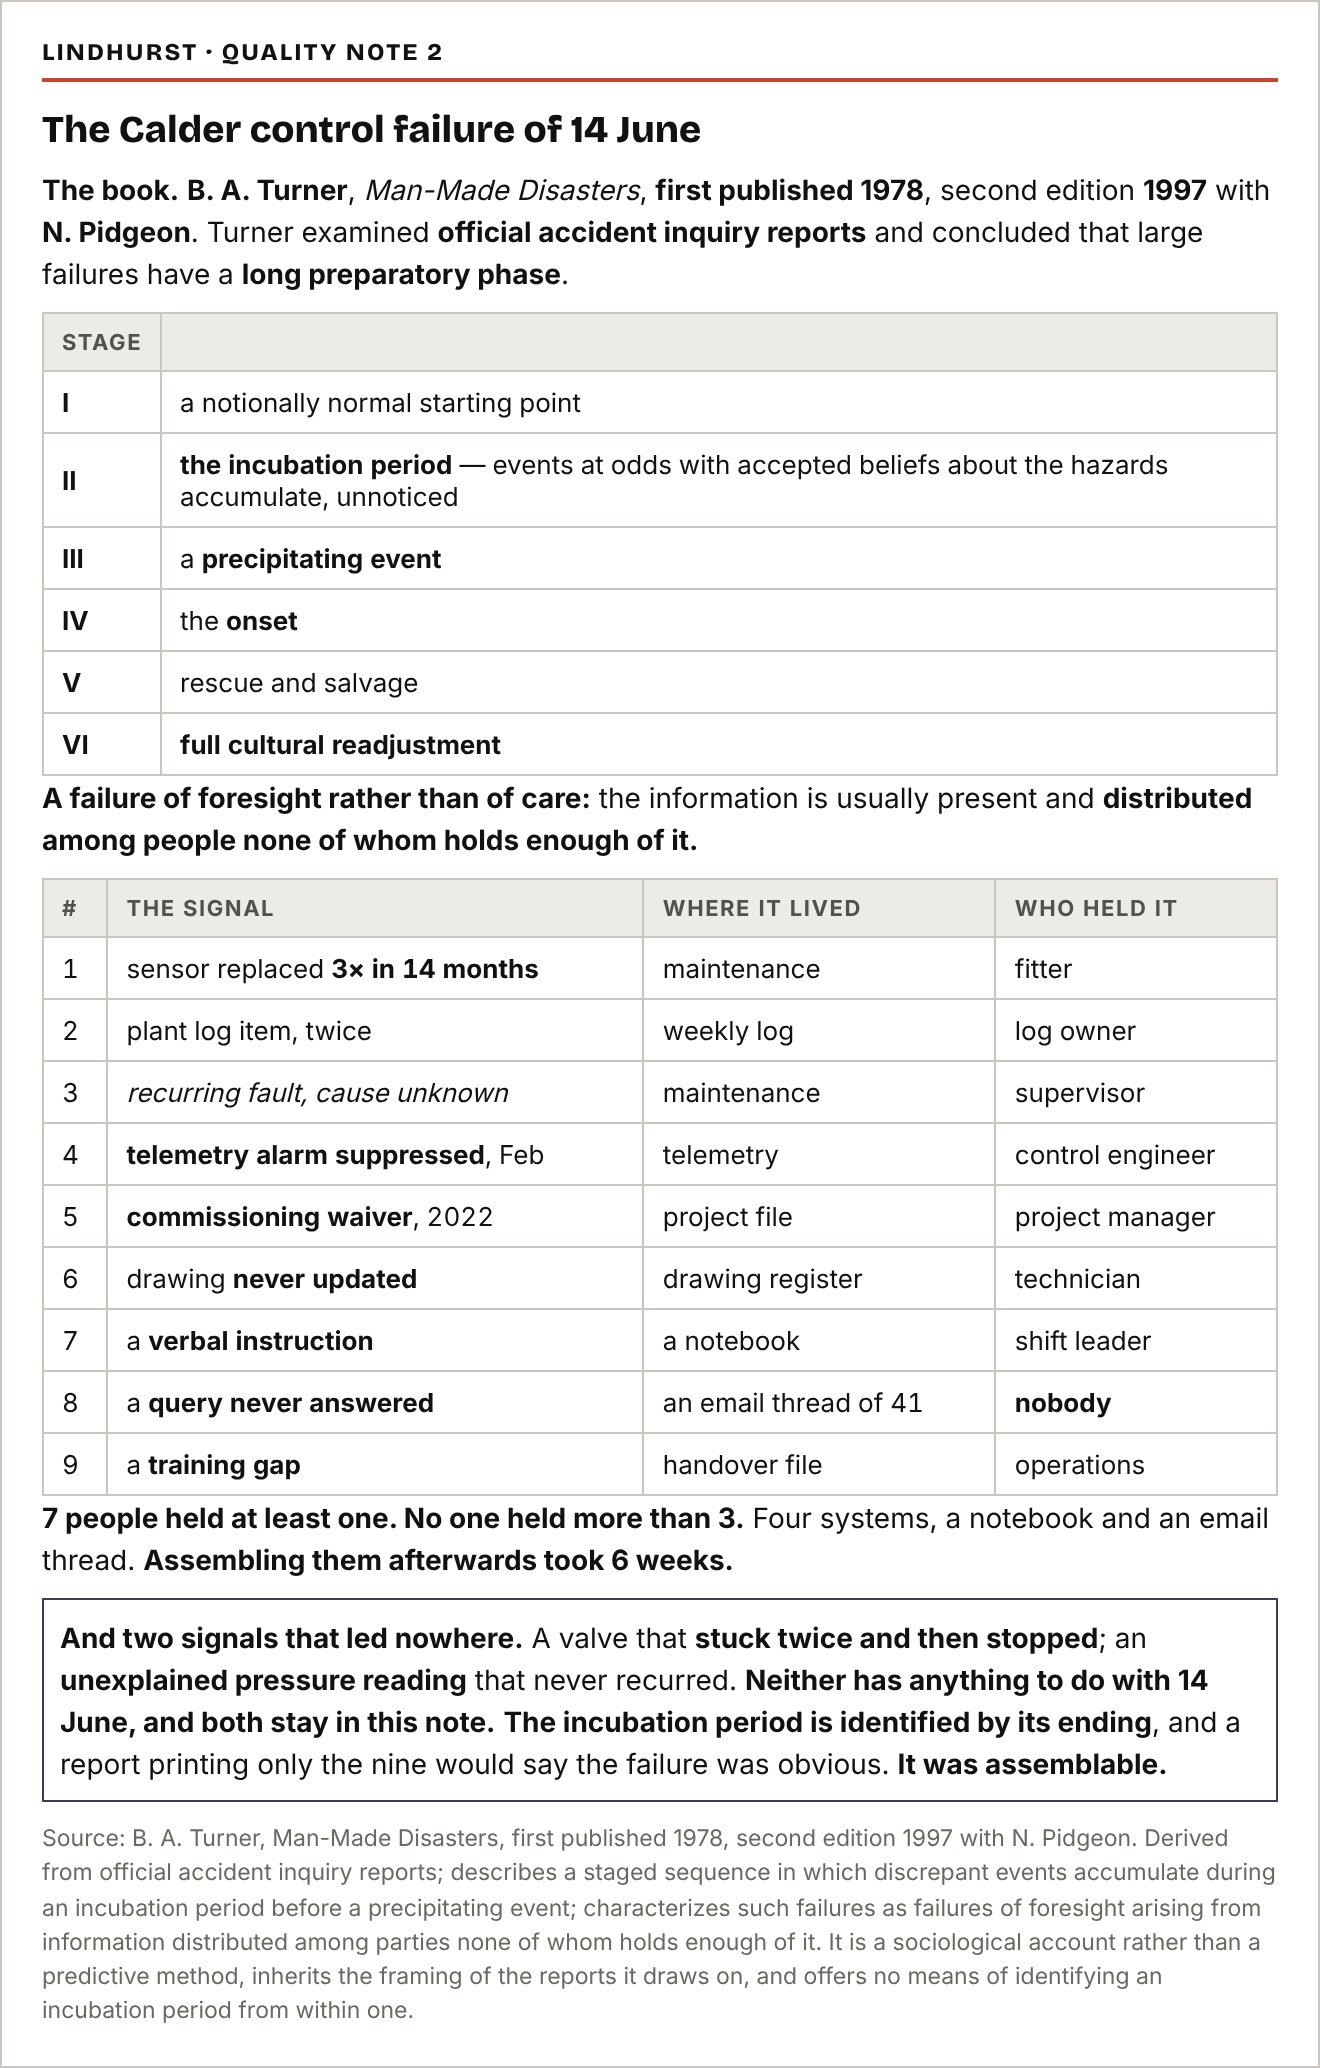 LINDHURST · QUALITY NOTE 2
The Calder control failure of 14 June
The book. B. A. Turner, Man-Made Disasters, first published 1978, second edition 1997 with
N. Pidgeon. Turner examined official accident inquiry reports and concluded that large
failures have a long preparatory phase.
STAGE
I a notionally normal starting point
II the incubation period — events at odds with accepted beliefs about the hazards
accumulate, unnoticed
III a precipitating event
IV the onset
V rescue and salvage
VI full cultural readjustment
A failure of foresight rather than of care: the information is usually present and distributed
among people none of whom holds enough of it.
# THE SIGNAL WHERE IT LIVED WHO HELD IT
1 sensor replaced 3× in 14 months maintenance fitter
2 plant log item, twice weekly log log owner
3 recurring fault, cause unknown maintenance supervisor
4 telemetry alarm suppressed, Feb telemetry control engineer
5 commissioning waiver, 2022 project file project manager
6 drawing never updated drawing register technician
7 a verbal instruction a notebook shift leader
8 a query never answered an email thread of 41 nobody
9 a training gap handover file operations
7 people held at least one. No one held more than 3. Four systems, a notebook and an email
thread. Assembling them afterwards took 6 weeks.
And two signals that led nowhere. A valve that stuck twice and then stopped; an
unexplained pressure reading that never recurred. Neither has anything to do with 14
June, and both stay in this note. The incubation period is identified by its ending, and a
report printing only the nine would say the failure was obvious. It was assemblable.
Source: B. A. Turner, Man-Made Disasters, first published 1978, second edition 1997 with N. Pidgeon. Derived
from official accident inquiry reports; describes a staged sequence in which discrepant events accumulate during
an incubation period before a precipitating event; characterizes such failures as failures of foresight arising from
information distributed among parties none of whom holds enough of it. It is a sociological account rather than a
predictive method, inherits the framing of the reports it draws on, and offers no means of identifying an
incubation period from within one.